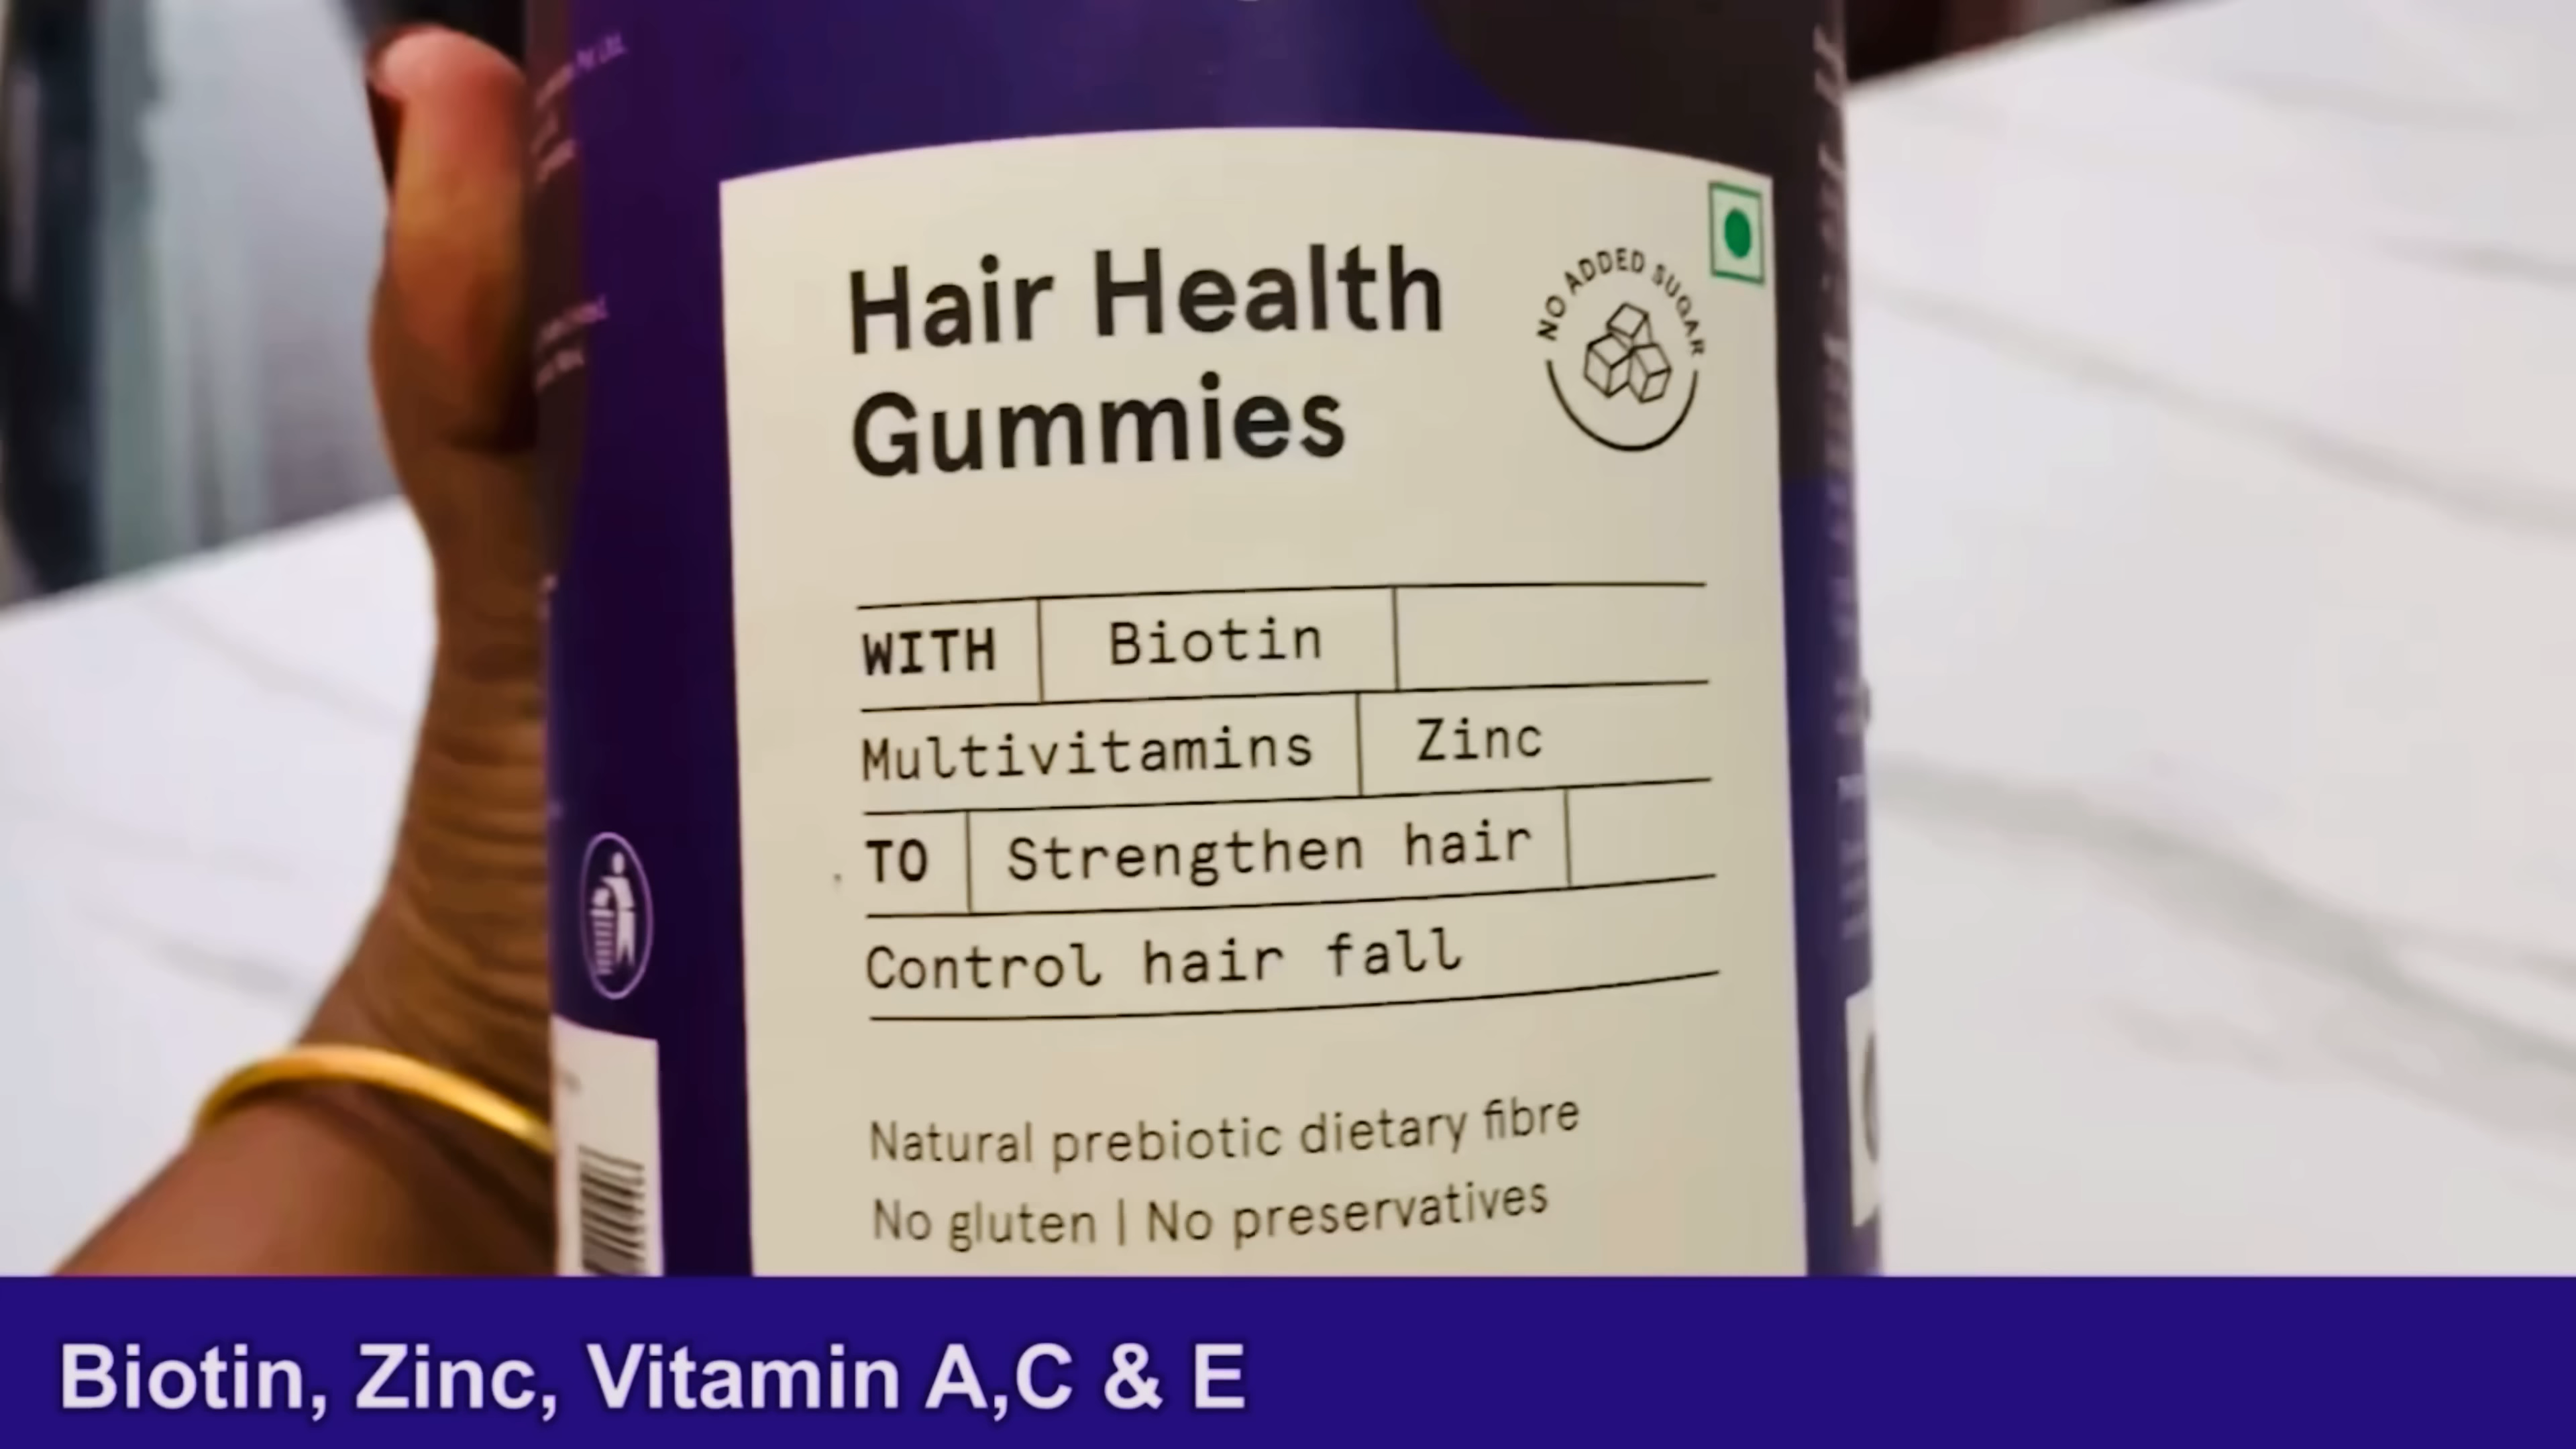 Hair Health
Gummies
NO ADDED SUGAR
WITH Biotin
Multivitamins Zinc
TO Strengthen hair
Control hair fall
Natural prebiotic dietary fibre
No gluten | No preservatives
Biotin, Zinc, Vitamin A,C & E